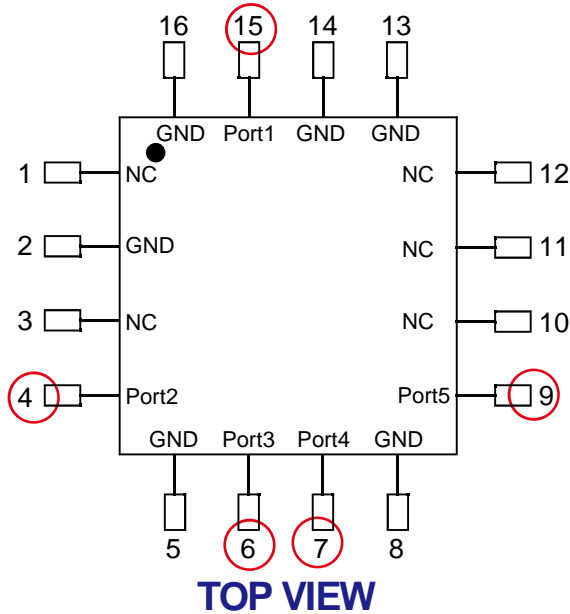 16 15 14 13
GND Port1 GND GND
1 NC NC 12
2 GND NC 11
3 NC NC 10
4 Port2 Port5 9
GND Port3 Port4 GND
5 6 7 8
TOP VIEW